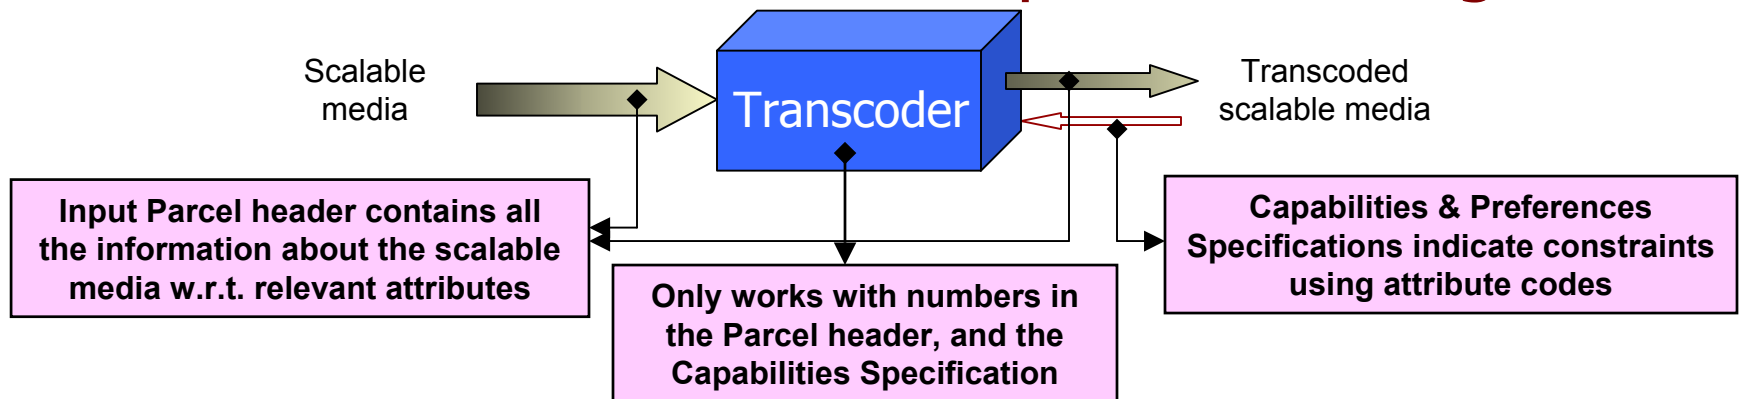 Scalable
media
Transcoder
Transcoded
scalable media
Input Parcel header contains all
the information about the scalable
media w.r.t. relevant attributes
Only works with numbers in
the Parcel header, and the
Capabilities Specification
Capabilities & Preferences
Specifications indicate constraints
using attribute codes